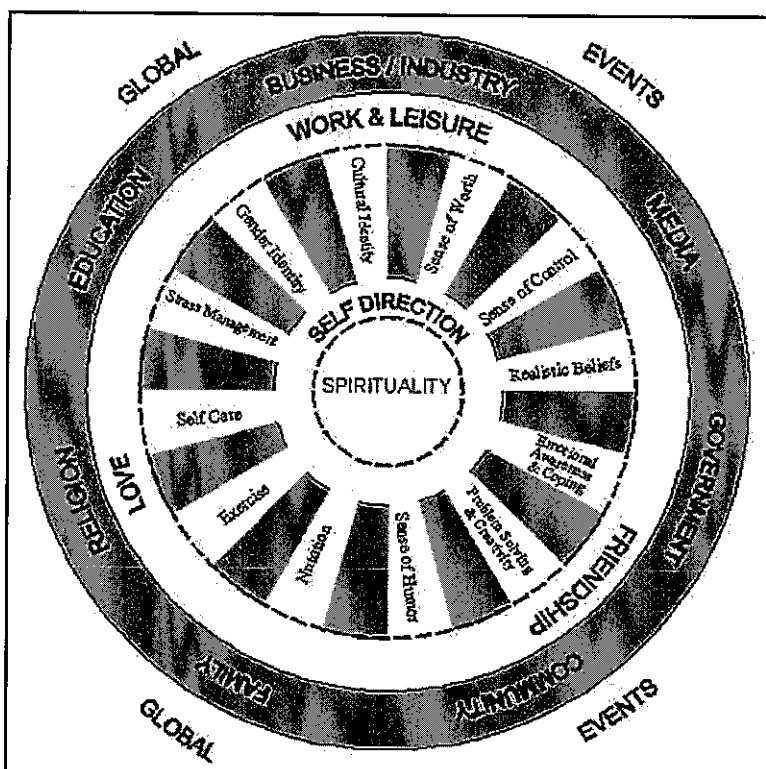 GLOBAL
EVENTS
BUSINESS / INDUSTRY
MEDIA
GOVERNMENT
COMMUNITY
FAMILY
RELIGION
EDUCATION
GLOBAL
EVENTS
WORK & LEISURE
FRIENDSHIP
LOVE
Cultural Identity
Sense of Worth
Sense of Control
Realistic Beliefs
Emotional
Awareness
& Coping
Problem Solving
& Creativity
Sense of Humor
Nutrition
Exercise
Self Care
Stress Management
Gender Identity
SELF DIRECTION
SPIRITUALITY